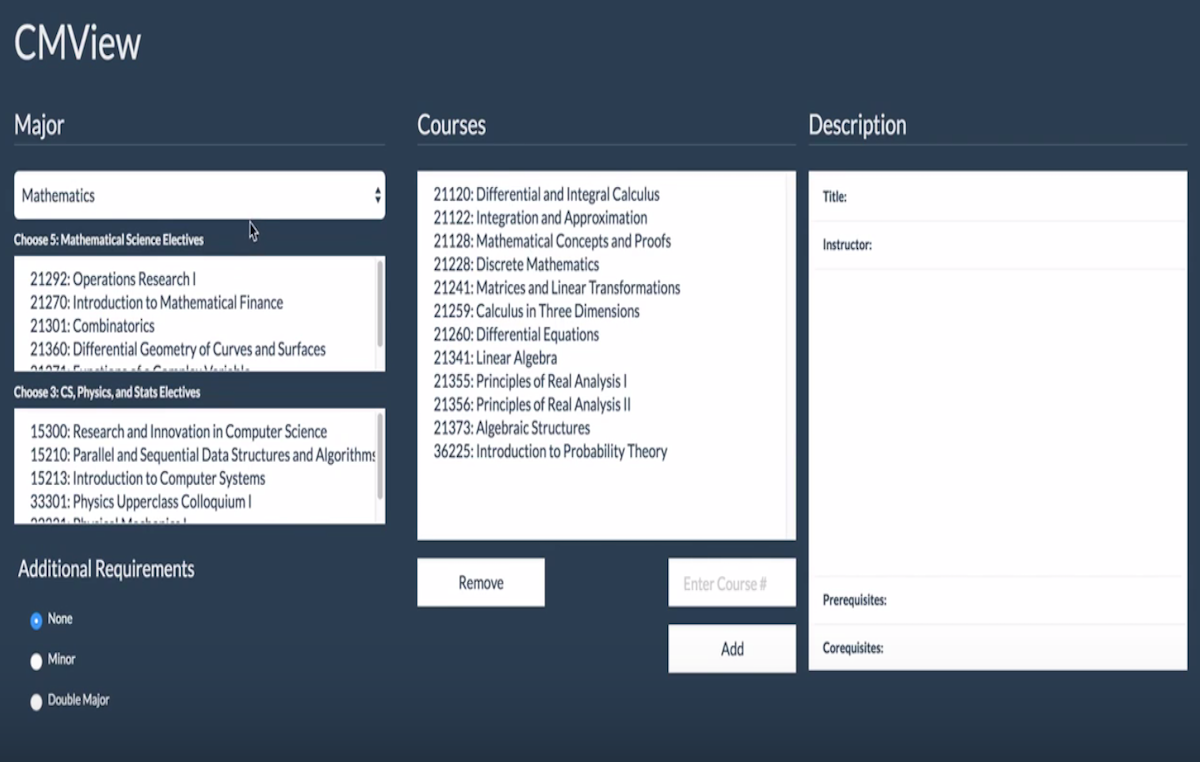 CMView
Major
Mathematics
Choose 5: Mathematical Science Electives
21292: Operations Research I
21270: Introduction to Mathematical Finance
21301: Combinatorics
21360: Differential Geometry of Curves and Surfaces
Choose 3: CS, Physics, and Stats Electives
15300: Research and Innovation in Computer Science
15210: Parallel and Sequential Data Structures and Algorithms
15213: Introduction to Computer Systems
33301: Physics Upperclass Colloquium I
Additional Requirements
None
Minor
Double Major
Courses
21120: Differential and Integral Calculus
21122: Integration and Approximation
21128: Mathematical Concepts and Proofs
21228: Discrete Mathematics
21241: Matrices and Linear Transformations
21259: Calculus in Three Dimensions
21260: Differential Equations
21341: Linear Algebra
21355: Principles of Real Analysis I
21356: Principles of Real Analysis II
21373: Algebraic Structures
36225: Introduction to Probability Theory
Remove
Enter Course #
Add
Description
Title:
Instructor:
Prerequisites:
Corequisites: